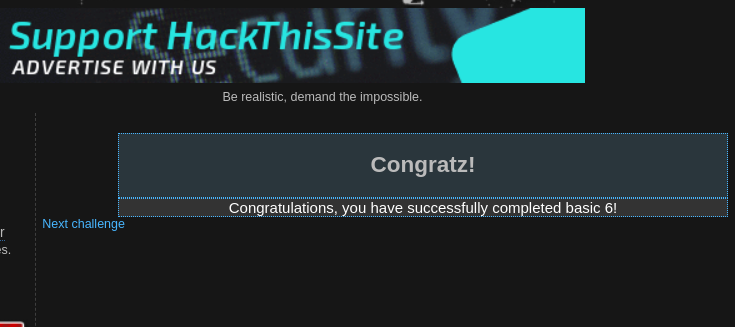 Support HackThisSite
ADVERTISE WITH US
Be realistic, demand the impossible.
Congratz!
Congratulations, you have successfully completed basic 6!
Next challenge